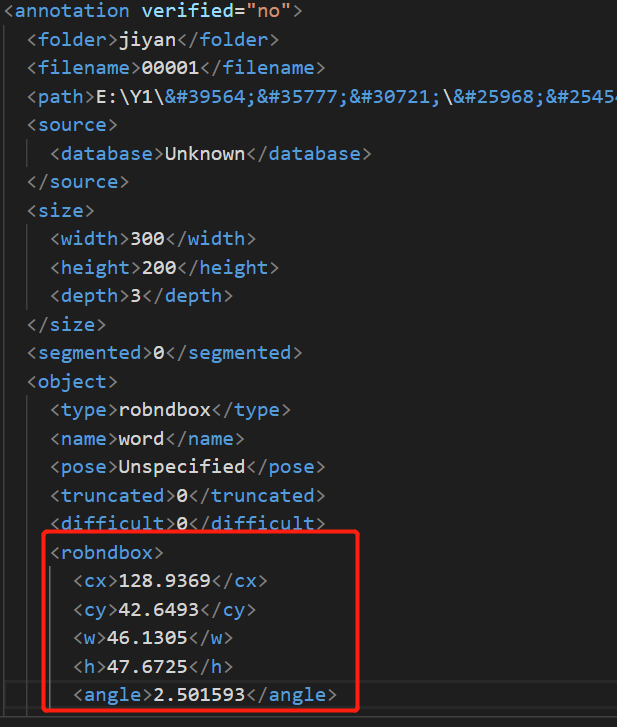 <annotation verified="no">
<folder>jiyan</folder>
<filename>00001</filename>
<path>E:\Y1\&#39564;&#35777;&#30721;\&#25968;&#2545
<source>
<database>Unknown</database>
</source>
<size>
<width>300</width>
<height>200</height>
<depth>3</depth>
</size>
<segmented>0</segmented>
<object>
<type>robndbox</type>
<name>word</name>
<pose>Unspecified</pose>
<truncated>0</truncated>
<difficult>0</difficult>
<robndbox>
<cx>128.9369</cx>
<cy>42.6493</cy>
<w>46.1305</w>
<h>47.6725</h>
<angle>2.501593</angle>